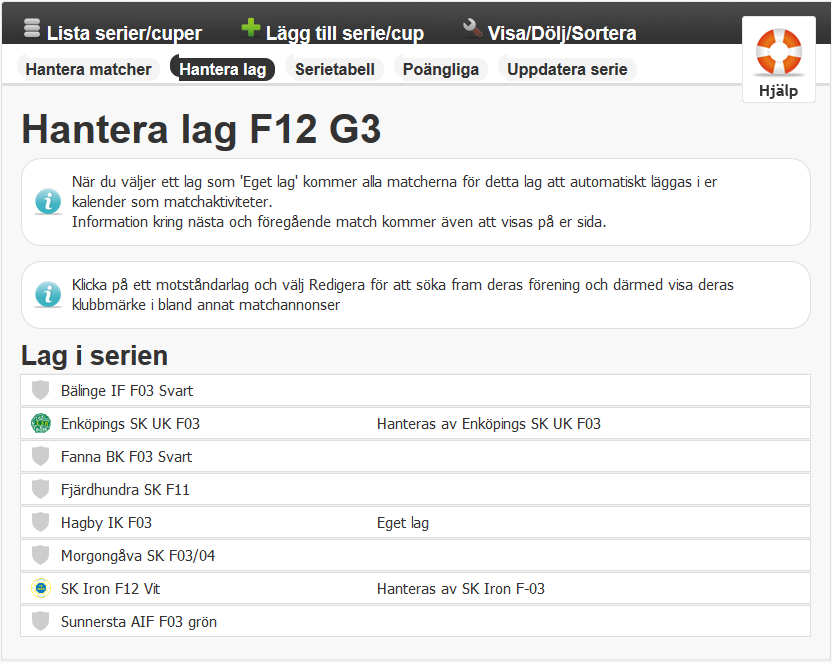 Lista serier/cuper Lägg till serie/cup Visa/Dölj/Sortera
Hantera matcher Hantera lag Serietabell Poängliga Uppdatera serie
Hjälp
Hantera lag F12 G3
När du väljer ett lag som 'Eget lag' kommer alla matcherna för detta lag att automatiskt läggas i er
kalender som matchaktiviteter.
Information kring nästa och föregående match kommer även att visas på er sida.
Klicka på ett motståndarlag och välj Redigera för att söka fram deras förening och därmed visa deras
klubbmärke i bland annat matchannonser
Lag i serien
Bälinge IF F03 Svart
Enköpings SK UK F03 Hanteras av Enköpings SK UK F03
Fanna BK F03 Svart
Fjärdhundra SK F11
Hagby IK F03 Eget lag
Morgongåva SK F03/04
SK Iron F12 Vit Hanteras av SK Iron F-03
Sunnersta AIF F03 grön